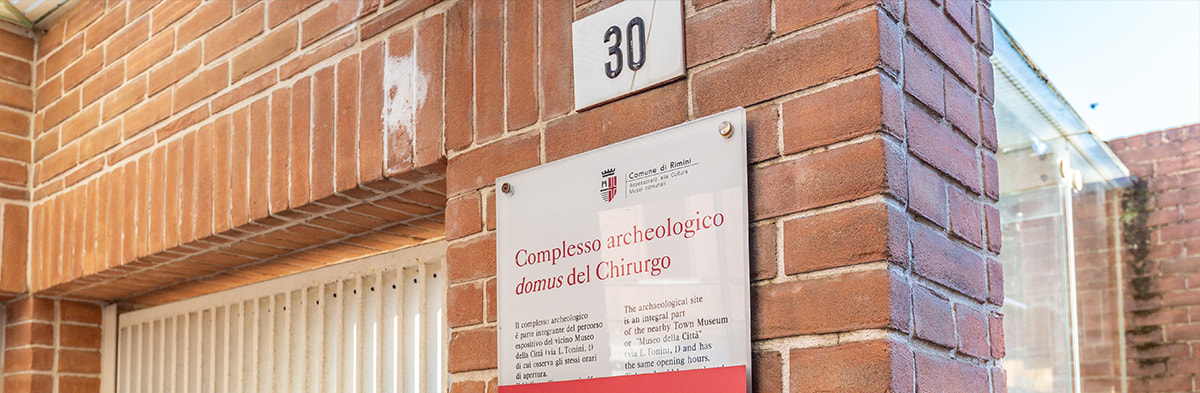 30
Comune di Rimini
Assessorato alla Cultura
Musei comunali
Complesso archeologico
domus del Chirurgo
Il complesso archeologico
è parte integrante del percorso
espositivo del vicino Museo
della Città (via L. Tonini, 1)
di cui osserva gli stessi orari
di apertura.
The archaeological site
is an integral part
of the nearby Town Museum
or "Museo della Città"
(via L. Tonini, 1) and has
the same opening hours.